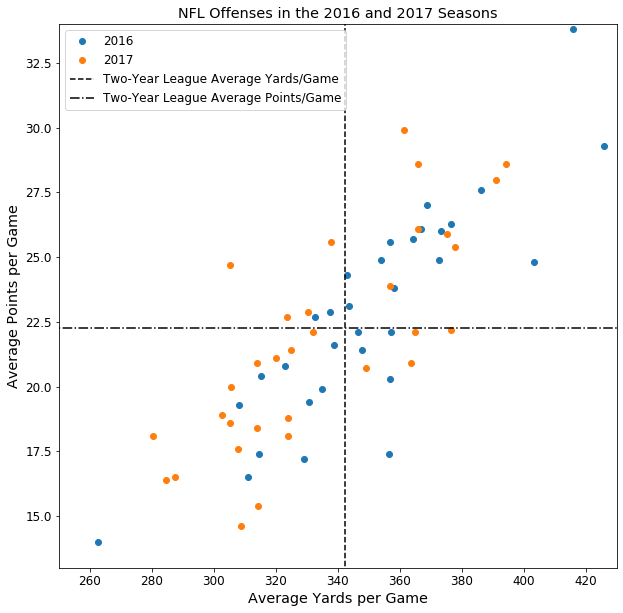 NFL Offenses in the 2016 and 2017 Seasons
2016
2017
Two-Year League Average Yards/Game
Two-Year League Average Points/Game
32.5
30.0
27.5
25.0
22.5
20.0
17.5
15.0
Average Points per Game
260 280 300 320 340 360 380 400 420
Average Yards per Game